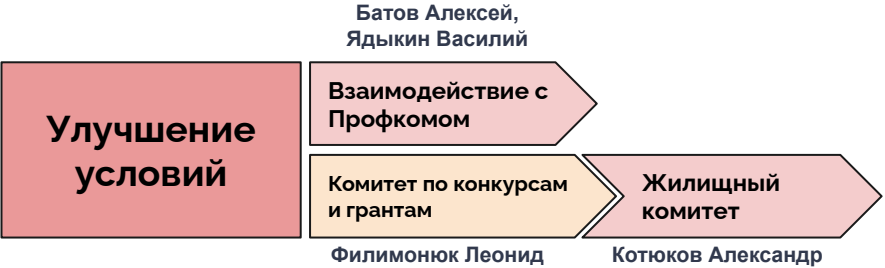 Батов Алексей,
Ядыкин Василий
Улучшение
условий
Взаимодействие с
Профкомом
Комитет по конкурсам
и грантам
Жилищный
комитет
Филимонюк Леонид
Котюков Александр